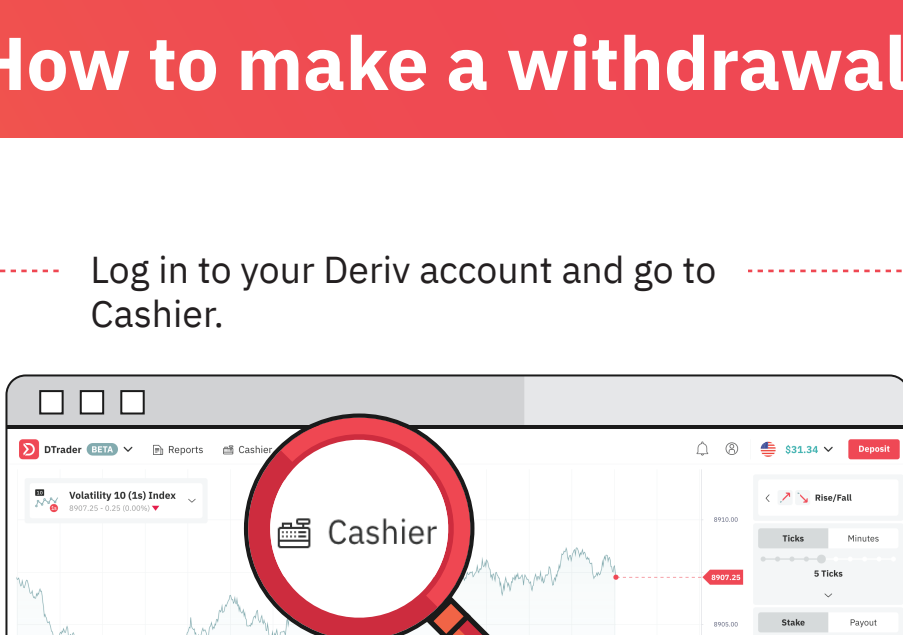 How to make a withdrawal
Log in to your Deriv account and go to
Cashier.
DTrader BETA Reports Cashier $31.34 Deposit
10 Volatility 10 (1s) Index
1s 8907.25 - 0.25 (0.00%)
Cashier
Rise/Fall
8910.00
Ticks Minutes
8907.25
5 Ticks
8905.00
Stake Payout